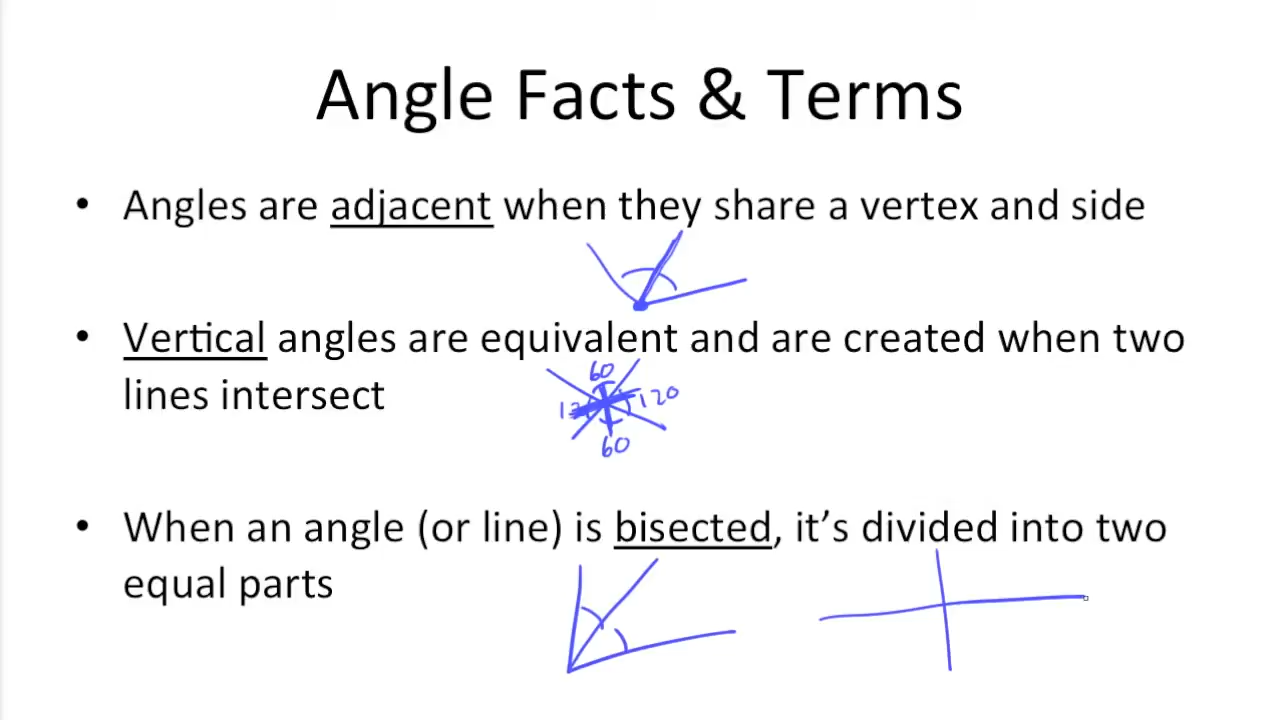 Angle Facts & Terms
• Angles are adjacent when they share a vertex and side
• Vertical angles are equivalent and are created when two
lines intersect
60
120
60
• When an angle (or line) is bisected, it's divided into two
equal parts